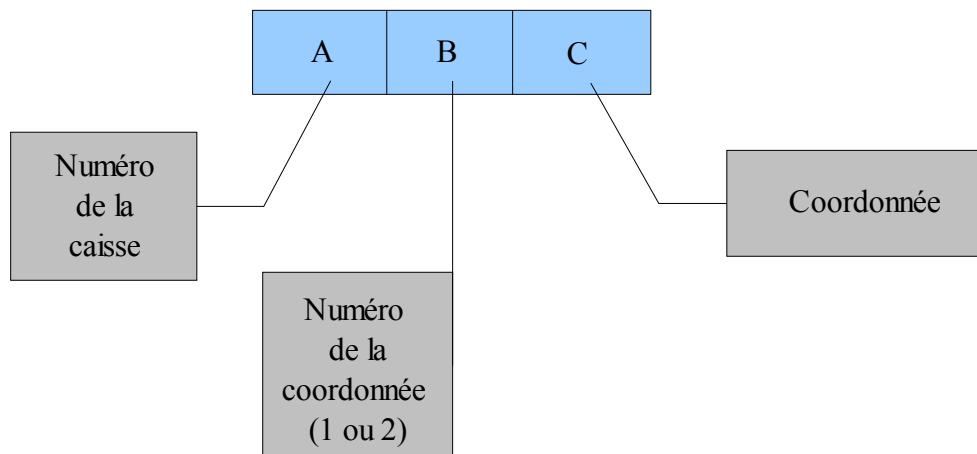 A B C
Numéro
de la
caisse
Coordonnée
Numéro
de la
coordonnée
(1 ou 2)